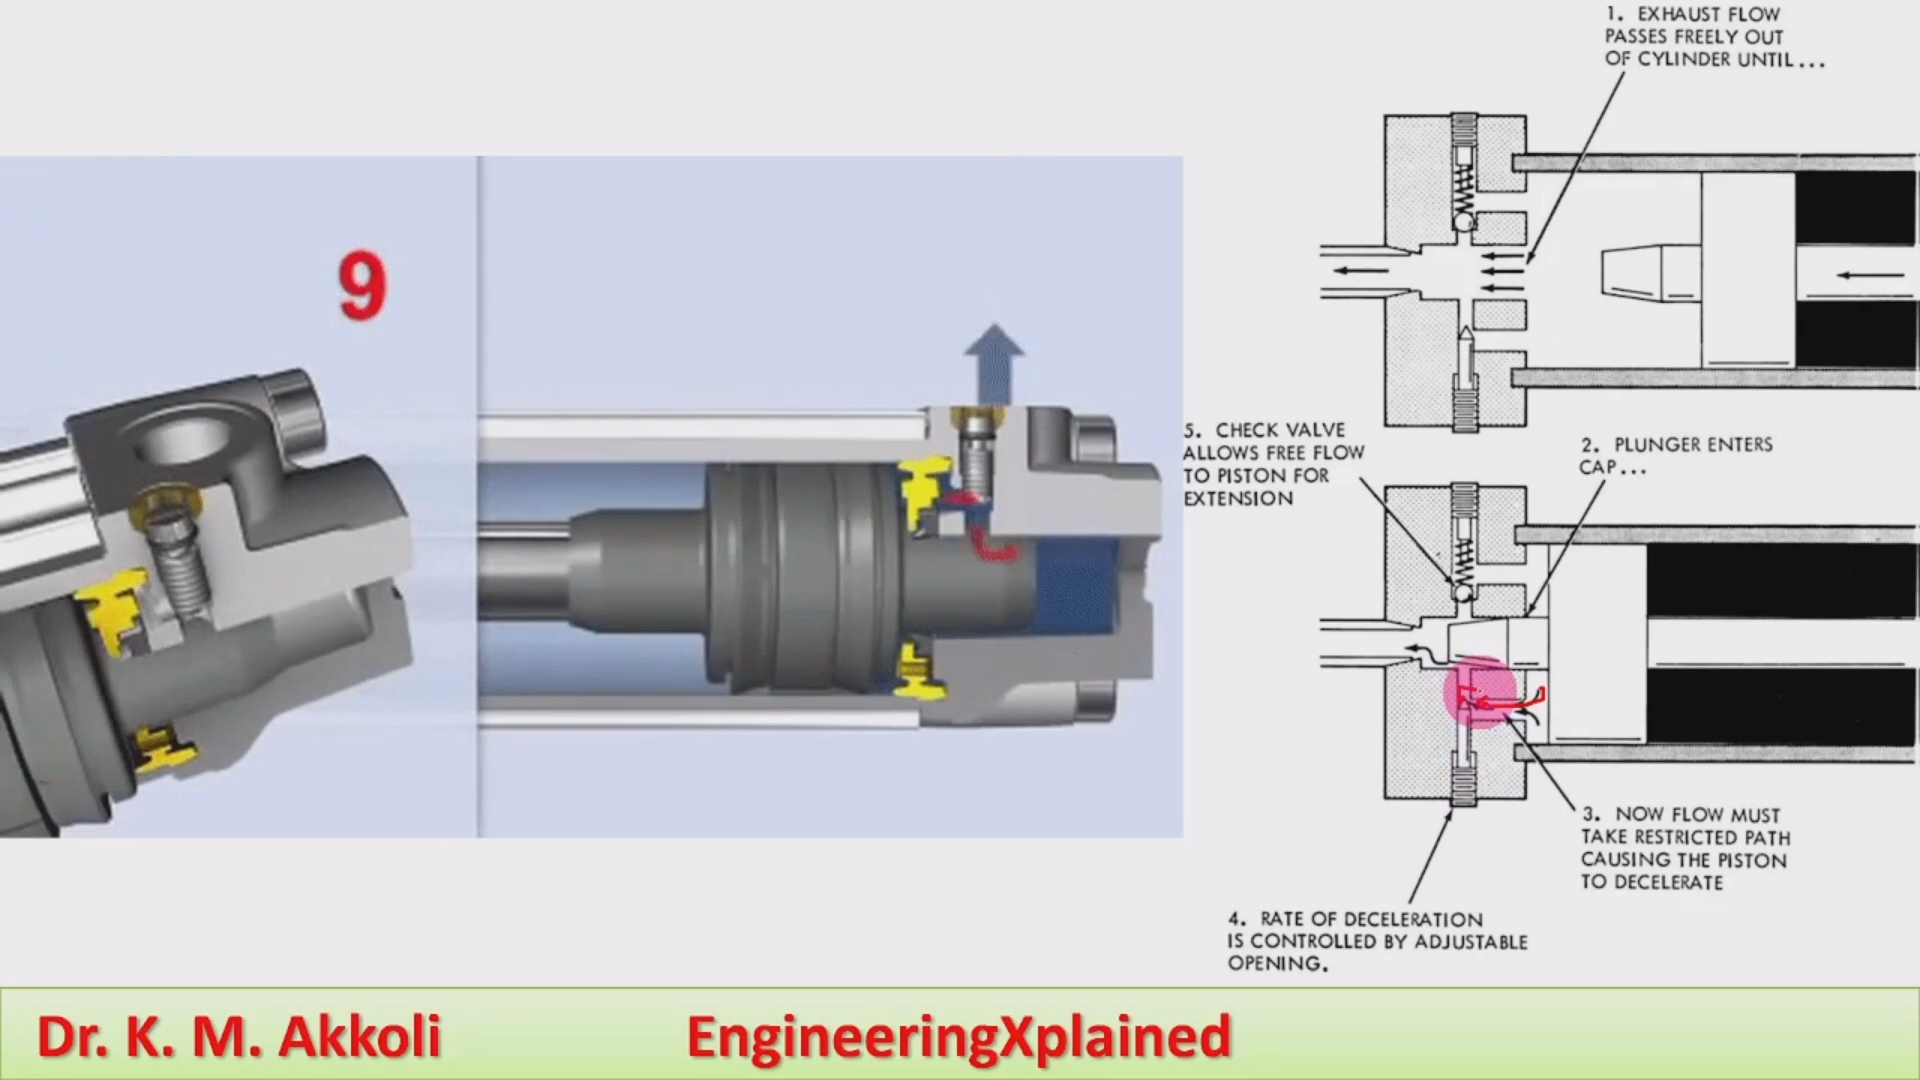 1. EXHAUST FLOW
PASSES FREELY OUT
OF CYLINDER UNTIL...
9
5. CHECK VALVE
ALLOWS FREE FLOW
TO PISTON FOR
EXTENSION
2. PLUNGER ENTERS
CAP...
3. NOW FLOW MUST
TAKE RESTRICTED PATH
CAUSING THE PISTON
TO DECELERATE
4. RATE OF DECELERATION
IS CONTROLLED BY ADJUSTABLE
OPENING.
Dr. K. M. Akkoli
EngineeringXplained